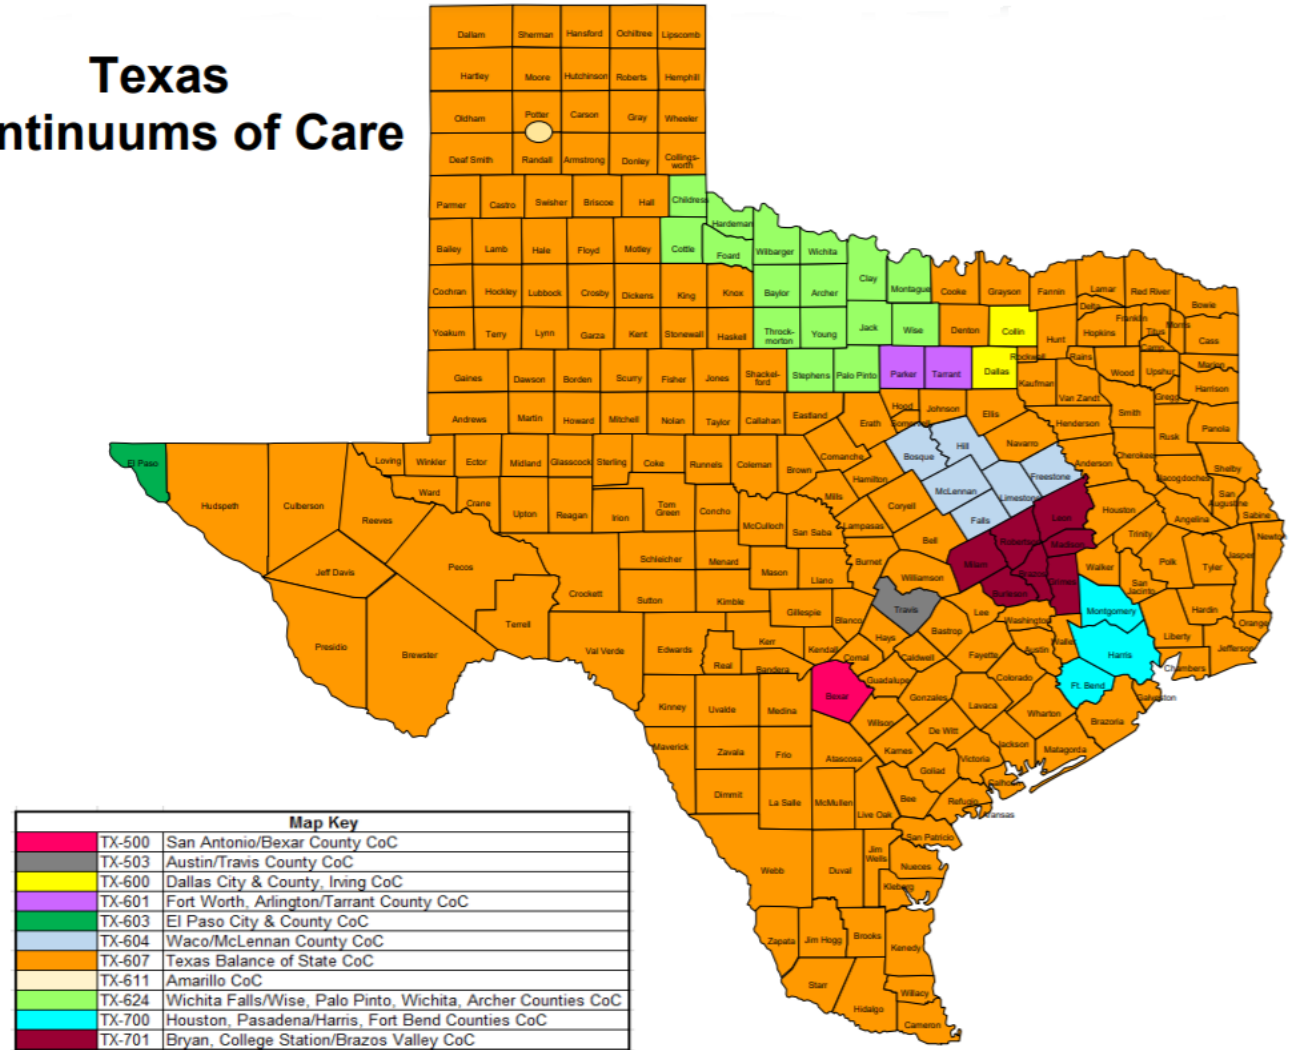 Texas
ntinuums of Care
Dallam Sherman Hansford Ochiltree Lipscomb
Hartley Moore Hutchinson Roberts Hemphill
Oldham Potter Carson Gray Wheeler
Deaf Smith Randall Armstrong Donley Collings-
worth
Parmer Castro Swisher Briscoe Hall Childress
Hardeman
Bailey Lamb Hale Floyd Motley Cottle Foard Wilbarger Wichita
Clay
Cochran Hockley Lubbock Crosby Dickens King Knox Baylor Archer Montague Cooke Grayson Fannin Lamar Red River Bowie
Delta Franklin Morris
Yoakum Terry Lynn Garza Kent Stonewall Haskell Throck-
morton Young Jack Wise Denton Collin Hunt Hopkins Titus Cass
Camp
Rockwall Rains Marion
Gaines Dawson Borden Scurry Fisher Jones Shackel-
ford Stephens Palo Pinto Parker Tarrant Dallas Kaufman Wood Upshur Harrison
Van Zandt Gregg
Andrews Martin Howard Mitchell Nolan Taylor Callahan Eastland Erath Hood Johnson Ellis Henderson Smith Panola
Somervell
El Paso Loving Winkler Ector Midland Glasscock Sterling Coke Runnels Coleman Brown Comanche Bosque Hill Navarro Anderson Cherokee Rusk Shelby
Ward Crane Upton Reagan Irion Tom
Green Concho Mills Hamilton McLennan Limestone Freestone Nacogdoches San
Augustine Sabine
Hudspeth Culberson Reeves McCulloch San Saba Lampasas Coryell Falls Leon Houston Angelina Newton
Jeff Davis Pecos Schleicher Menard Mason Llano Burnet Bell Robertson Madison Trinity Polk Tyler Jasper
Crockett Sutton Kimble Williamson Milam Brazos Grimes Walker San
Jacinto
Presidio Brewster Terrell Val Verde Edwards Gillespie Blanco Travis Burleson Lee Washington Montgomery Hardin Orange
Kerr Real Bandera Kendall Comal Hays Bastrop Caldwell Fayette Austin Waller Harris Liberty Jefferson
Chambers
Kinney Uvalde Medina Bexar Guadalupe Gonzales Lavaca Colorado Ft. Bend Galveston
Wilson Wharton Brazoria
Maverick Zavala Frio Atascosa Karnes De Witt Jackson Matagorda
Goliad Victoria Calhoun
Dimmit La Salle McMullen Live Oak Bee Refugio Aransas
San Patricio
Webb Duval Jim
Wells Nueces
Kleberg
Zapata Jim Hogg Brooks Kenedy
Starr Hidalgo Willacy
Cameron
Map Key
TX-500 San Antonio/Bexar County CoC
TX-503 Austin/Travis County CoC
TX-600 Dallas City & County, Irving CoC
TX-601 Fort Worth, Arlington/Tarrant County CoC
TX-603 El Paso City & County CoC
TX-604 Waco/McLennan County CoC
TX-607 Texas Balance of State CoC
TX-611 Amarillo CoC
TX-624 Wichita Falls/Wise, Palo Pinto, Wichita, Archer Counties CoC
TX-700 Houston, Pasadena/Harris, Fort Bend Counties CoC
TX-701 Bryan, College Station/Brazos Valley CoC